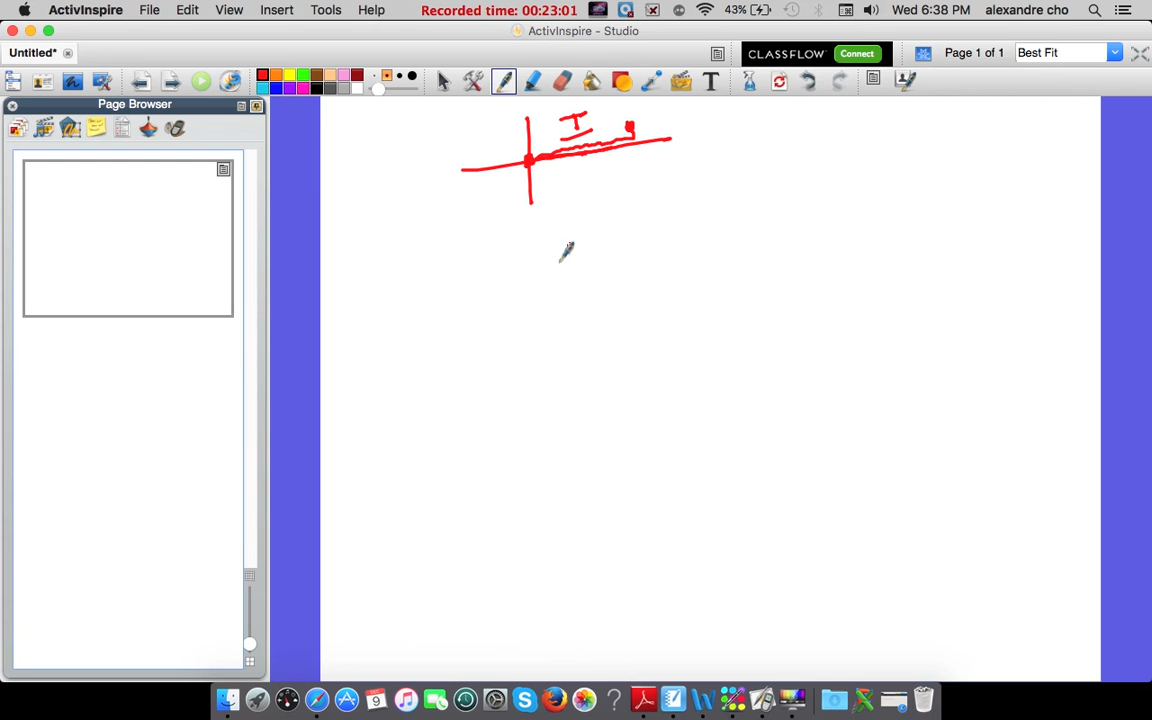 ActivInspire File Edit View Insert Tools Help Recorded time: 00:23:01 43% Wed 6:38 PM alexandre cho
ActivInspire - Studio
Untitled* CLASSFLOW Connect Page 1 of 1 Best Fit
Page Browser
I
9